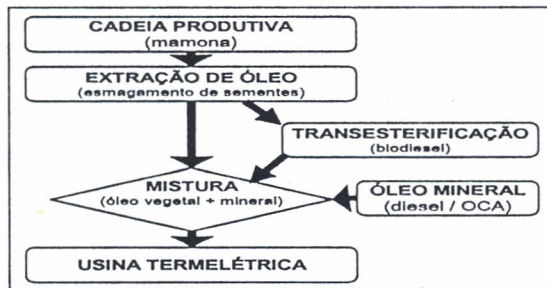 CADEIA PRODUTIVA
(mamona)
EXTRAÇÃO DE ÓLEO
(esmagamento de sementes)
TRANSESTERIFICAÇÃO
(biodiesel)
MISTURA
(óleo vegetal + mineral)
ÓLEO MINERAL
(diesel / OCA)
USINA TERMELÉTRICA